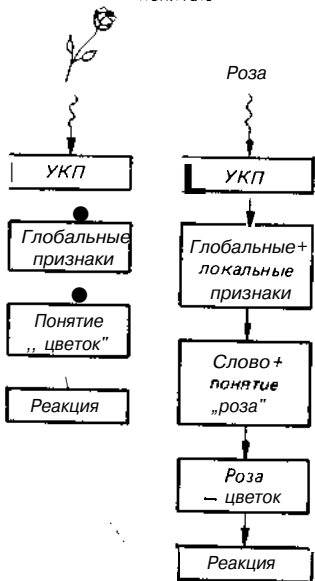 Роза
УКП
Глобальные
признаки
Понятие
,, цветок"
Реакция
УКП
Глобальные+
локальные
признаки
Слово +
понятие
„роза"
Роза
— цветок
Реакция